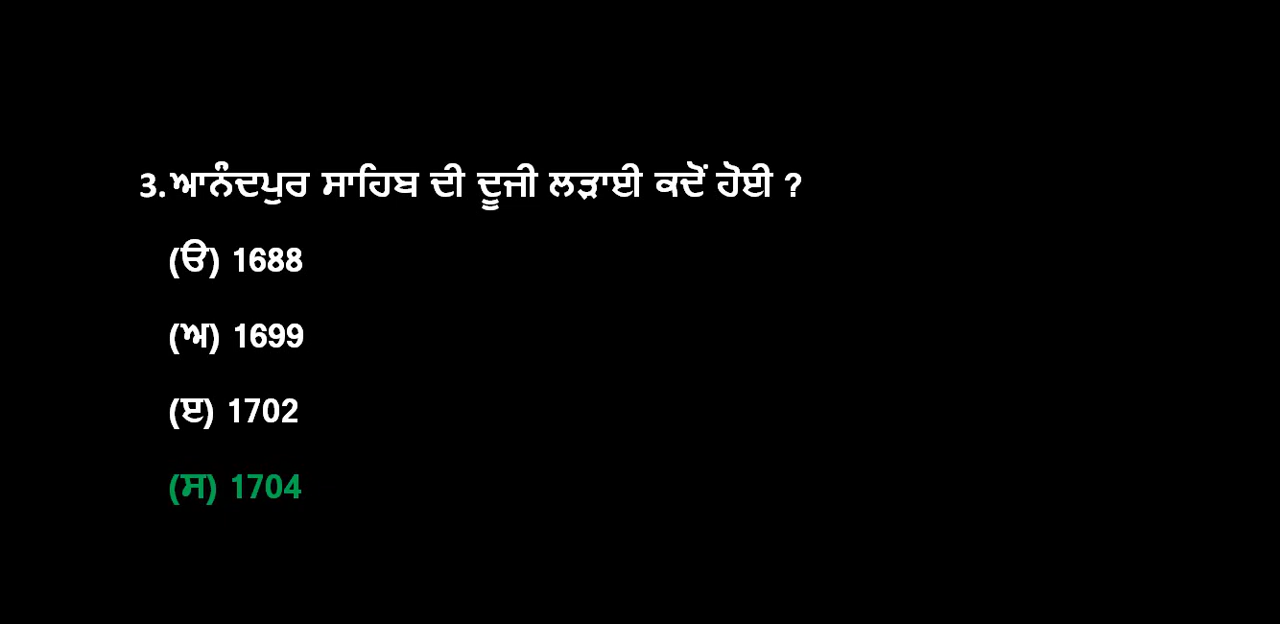 3. ਆਨੰਦਪੁਰ ਸਾਹਿਬ ਦੀ ਦੂਜੀ ਲੜਾਈ ਕਦੋਂ ਹੋਈ ?
(ੳ) 1688
(ਅ) 1699
(ੲ) 1702
(ਸ) 1704